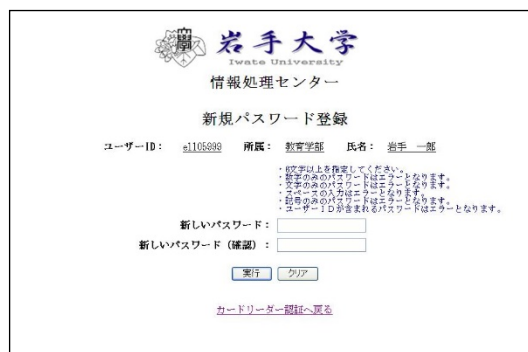 岩手大学
Iwate University
情報処理センター
新規パスワード登録
ユーザーID： e1105999 所属： 教育学部 氏名： 岩手 一郎
・8文字以上を指定してください。
・数字のみのパスワードはエラーとなります。
・文字のみのパスワードはエラーとなります。
・スペースの入力はエラーとなります。
・記号のみのパスワードはエラーとなります。
・ユーザーIDが含まれるパスワードはエラーとなります。
新しいパスワード：
新しいパスワード（確認）：
実行 クリア
カードリーダー認証へ戻る